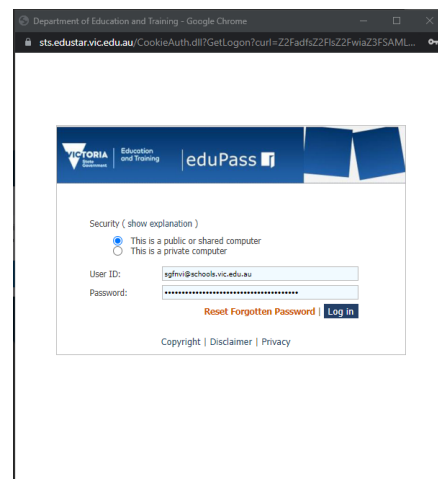 Department of Education and Training - Google Chrome
sts.edustar.vic.edu.au/CookieAuth.dll?GetLogon?curl=Z2FadfsZ2FlsZ2FwiaZ3FSAML...
VICTORIA
State
Government
Education
and Training
eduPass
Security ( show explanation )
This is a public or shared computer
This is a private computer
User ID: sgfnvi@schools.vic.edu.au
Password: •••••••••••••••••••••••••••••••••••••
Reset Forgotten Password | Log in
Copyright | Disclaimer | Privacy